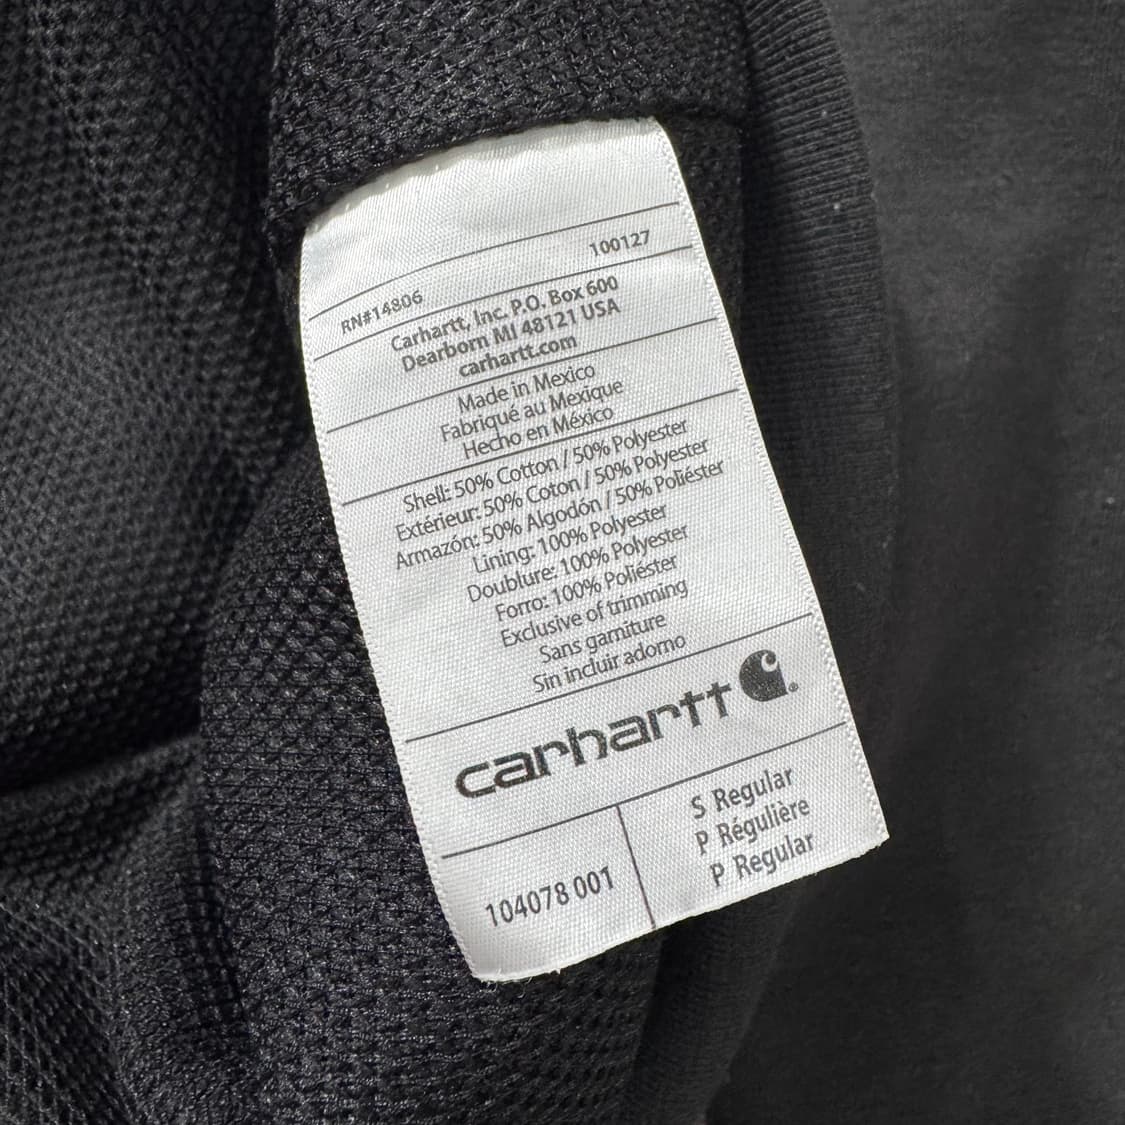 RN#14806 100127
Carhartt, Inc. P.O. Box 600
Dearborn MI 48121 USA
carhartt.com
Made in Mexico
Fabriqué au Mexique
Hecho en México
Shell: 50% Cotton / 50% Polyester
Extérieur: 50% Coton / 50% Polyester
Armazón: 50% Algodón / 50% Poliéster
Lining: 100% Polyester
Doublure: 100% Polyester
Forro: 100% Poliéster
Exclusive of trimming
Sans garniture
Sin incluir adorno
carhartt ®
104078 001
S Regular
P Régulière
P Regular